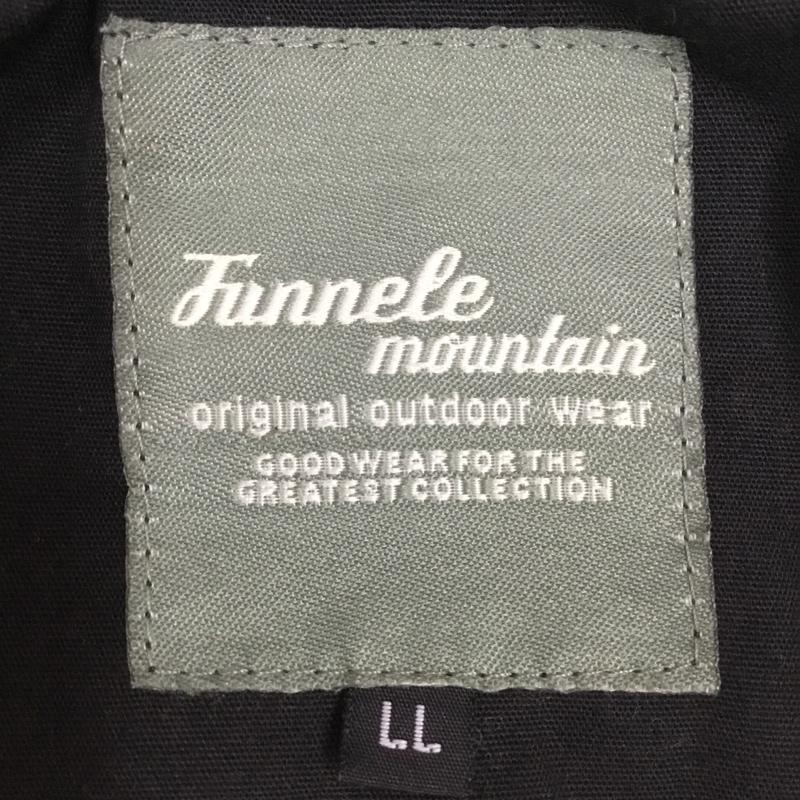 Funnele
mountain
original outdoor wear
GOOD WEAR FOR THE
GREATEST COLLECTION
LL